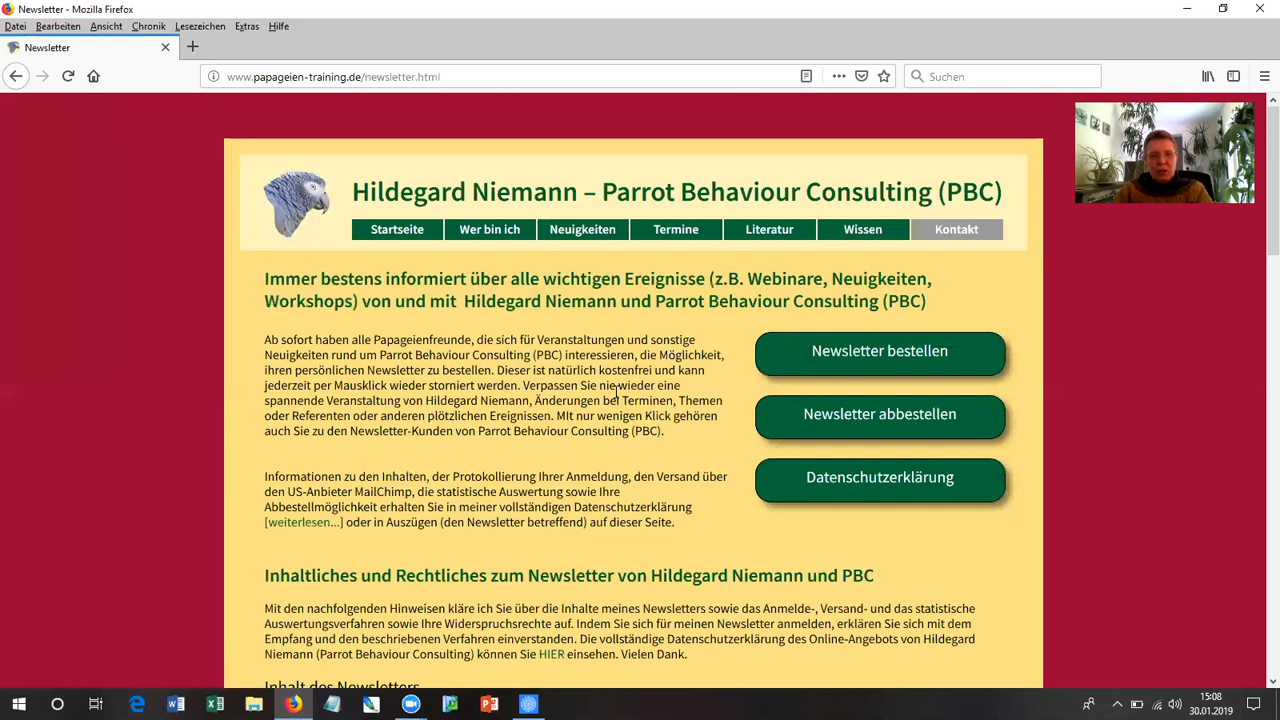 Newsletter - Mozilla Firefox
Datei Bearbeiten Ansicht Chronik Lesezeichen Extras Hilfe
Newsletter
www.papageien-training.de/newsletter.html
Suchen
Hildegard Niemann – Parrot Behaviour Consulting (PBC)
Startseite Wer bin ich Neuigkeiten Termine Literatur Wissen Kontakt
Immer bestens informiert über alle wichtigen Ereignisse (z.B. Webinare, Neuigkeiten,
Workshops) von und mit Hildegard Niemann und Parrot Behaviour Consulting (PBC)
Ab sofort haben alle Papageienfreunde, die sich für Veranstaltungen und sonstige
Neuigkeiten rund um Parrot Behaviour Consulting (PBC) interessieren, die Möglichkeit,
ihren persönlichen Newsletter zu bestellen. Dieser ist natürlich kostenfrei und kann
jederzeit per Mausklick wieder storniert werden. Verpassen Sie nie wieder eine
spannende Veranstaltung von Hildegard Niemann, Änderungen bei Terminen, Themen
oder Referenten oder anderen plötzlichen Ereignissen. MIt nur wenigen Klick gehören
auch Sie zu den Newsletter-Kunden von Parrot Behaviour Consulting (PBC).
Informationen zu den Inhalten, der Protokollierung Ihrer Anmeldung, den Versand über
den US-Anbieter MailChimp, die statistische Auswertung sowie Ihre
Abbestellmöglichkeit erhalten Sie in meiner vollständigen Datenschutzerklärung
[weiterlesen...] oder in Auszügen (den Newsletter betreffend) auf dieser Seite.
Newsletter bestellen
Newsletter abbestellen
Datenschutzerklärung
Inhaltliches und Rechtliches zum Newsletter von Hildegard Niemann und PBC
Mit den nachfolgenden Hinweisen kläre ich Sie über die Inhalte meines Newsletters sowie das Anmelde-, Versand- und das statistische
Auswertungsverfahren sowie Ihre Widerspruchsrechte auf. Indem Sie sich für meinen Newsletter anmelden, erklären Sie sich mit dem
Empfang und den beschriebenen Verfahren einverstanden. Die vollständige Datenschutzerklärung des Online-Angebots von Hildegard
Niemann (Parrot Behaviour Consulting) können Sie HIER einsehen. Vielen Dank.
Inhalt des Newsletters
15:08
30.01.2019